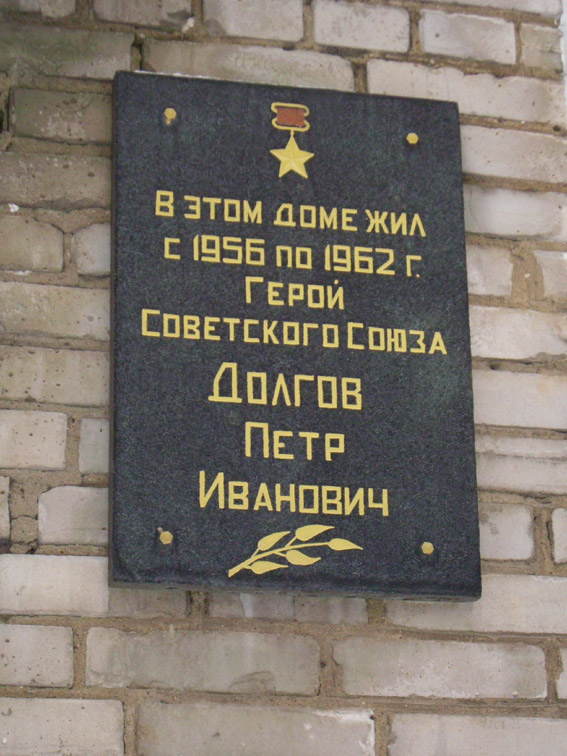 В ЭТОМ ДОМЕ ЖИЛ
С 1956 ПО 1962 Г.
ГЕРОЙ
СОВЕТСКОГО СОЮЗА
ДОЛГОВ
ПЕТР
ИВАНОВИЧ